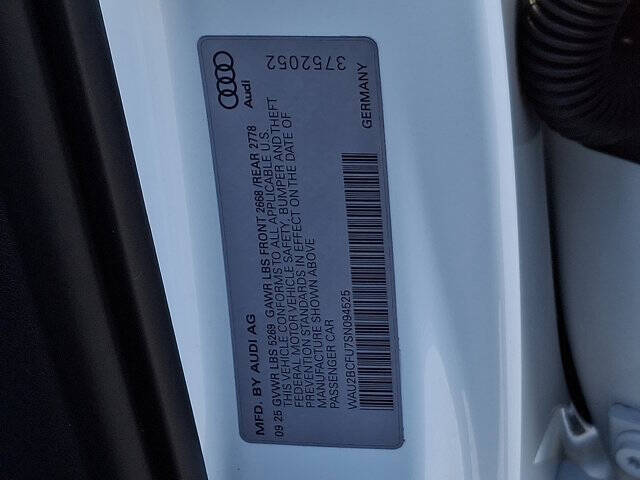 Audi
3752052
MFD. BY AUDI AG
09 25 GVWR LBS 5269 GAWR LBS FRONT 2668 /REAR 2778
THIS VEHICLE CONFORMS TO ALL APPLICABLE U.S.
FEDERAL MOTOR VEHICLE SAFETY, BUMPER AND THEFT
PREVENTION STANDARDS IN EFFECT ON THE DATE OF
MANUFACTURE SHOWN ABOVE
PASSENGER CAR
GERMANY
WAU2BCFU7SN094525